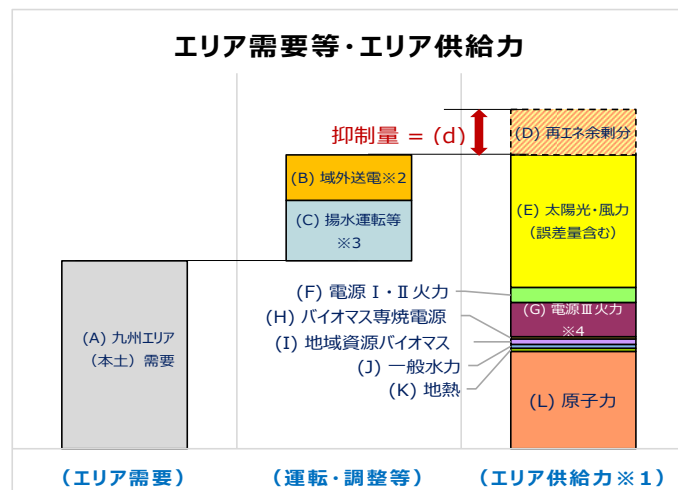 エリア需要等・エリア供給力
抑制量 = (d)
(D) 再エネ余剰分
(B) 域外送電※2
(C) 揚水運転等
※3
(E) 太陽光・風力
(誤差量含む)
(A) 九州エリア
(本土) 需要
(F) 電源Ⅰ・Ⅱ火力
(G) 電源Ⅲ火力
※4
(H) バイオマス専焼電源
(I) 地域資源バイオマス
(J) 一般水力
(K) 地熱
(L) 原子力
(エリア需要)
(運転・調整等)
(エリア供給力※1)